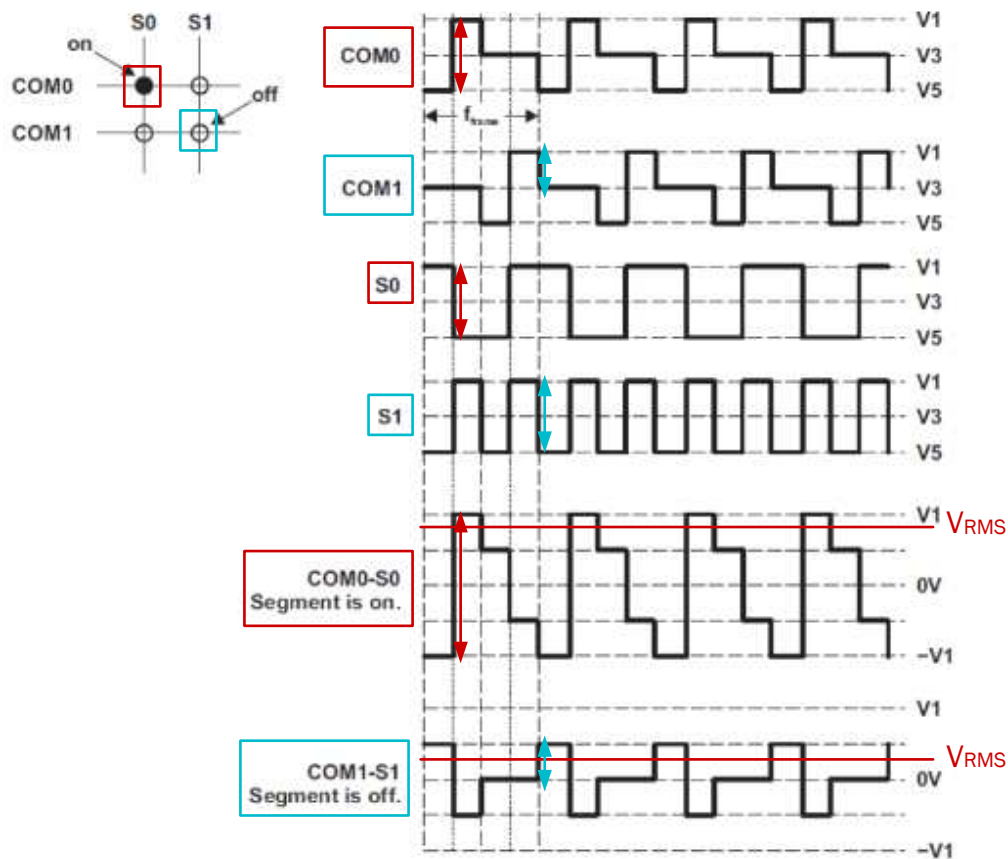 S0 S1
on
COM0
off
COM1
COM0
V1
V3
V5
f frame
COM1
V1
V3
V5
S0
V1
V3
V5
S1
V1
V3
V5
V1
VRMS
COM0-S0
Segment is on.
0V
–V1
V1
VRMS
COM1-S1
Segment is off.
0V
–V1